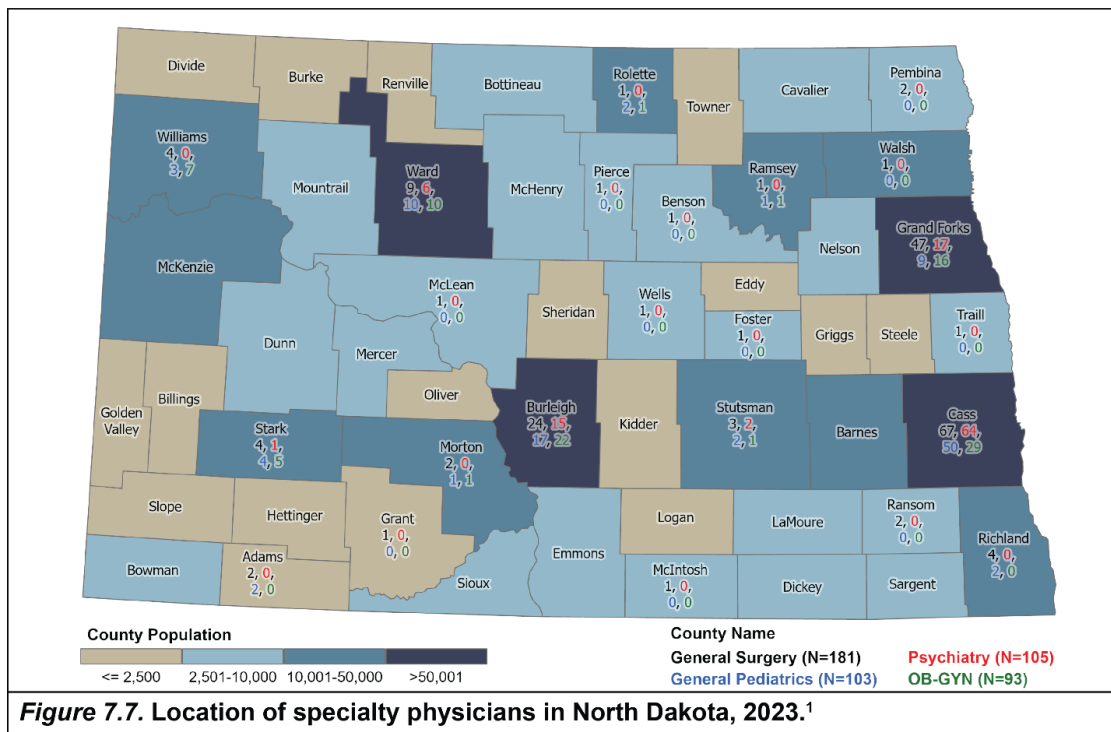 Divide
Burke
Renville
Bottineau
Rolette
1, 0,
2, 1
Towner
Cavalier
Pembina
2, 0,
0, 0
Williams
4, 0,
3, 7
Mountrail
Ward
9, 6,
10, 10
McHenry
Pierce
1, 0,
0, 0
Benson
1, 0,
0, 0
Ramsey
1, 0,
1, 1
Walsh
1, 0,
0, 0
Nelson
Grand Forks
47, 17,
9, 16
McKenzie
Dunn
McLean
1, 0,
0, 0
Mercer
Oliver
Sheridan
Wells
1, 0,
0, 0
Eddy
Foster
1, 0,
0, 0
Griggs
Steele
Traill
1, 0,
0, 0
Golden
Valley
Billings
Stark
4, 1,
4, 5
Morton
2, 0,
1, 1
Burleigh
24, 15,
17, 22
Kidder
Stutsman
3, 2,
2, 1
Barnes
Cass
67, 64,
50, 29
Slope
Hettinger
Grant
1, 0,
0, 0
Bowman
Adams
2, 0,
2, 0
Sioux
Emmons
Logan
McIntosh
1, 0,
0, 0
LaMoure
Dickey
Ransom
2, 0,
0, 0
Sargent
Richland
4, 0,
2, 0
County Population
<= 2,500 2,501-10,000 10,001-50,000 >50,001
County Name
General Surgery (N=181) Psychiatry (N=105)
General Pediatrics (N=103) OB-GYN (N=93)
Figure 7.7. Location of specialty physicians in North Dakota, 2023.¹